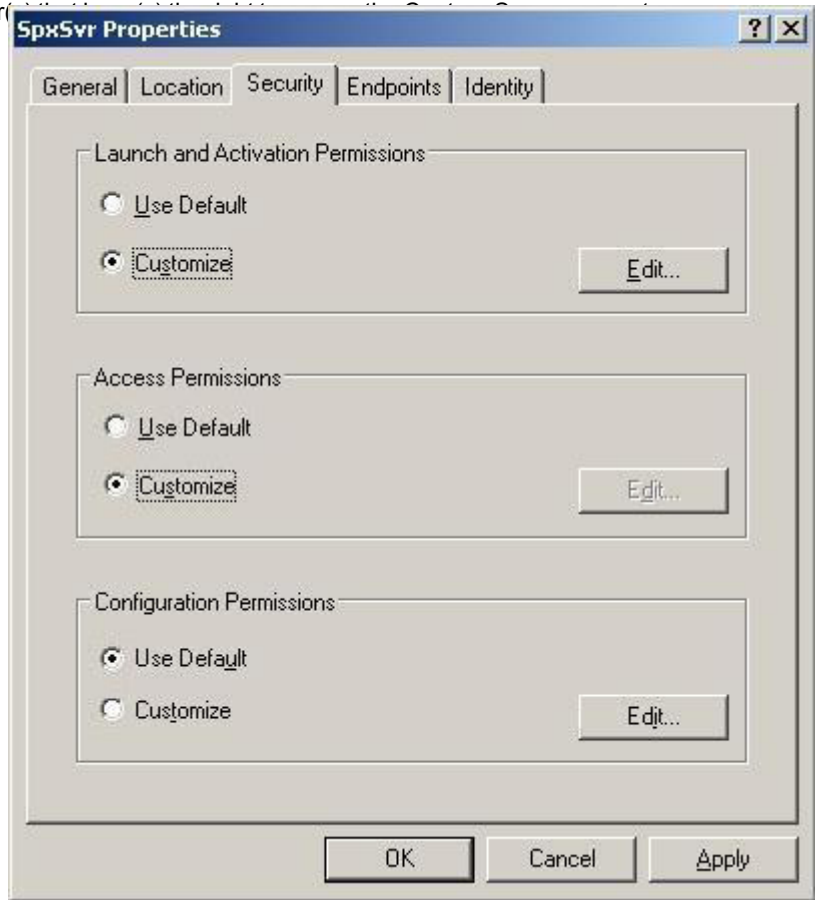 SpxSvr Properties
General Location Security Endpoints Identity
Launch and Activation Permissions
Use Default
Customize
Edit...
Access Permissions
Use Default
Customize
Edit...
Configuration Permissions
Use Default
Customize
Edit...
OK Cancel Apply